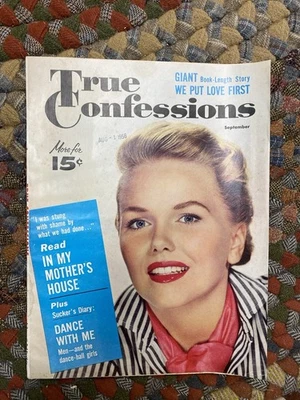 True
Confessions
GIANT Book-Length Story
WE PUT LOVE FIRST
September
More for
15¢
"I was stung
with shame by
what we had done..."
Read
IN MY
MOTHER'S
HOUSE
Plus
Sucker's Diary:
DANCE
WITH ME
Men—and the
dance-hall girls